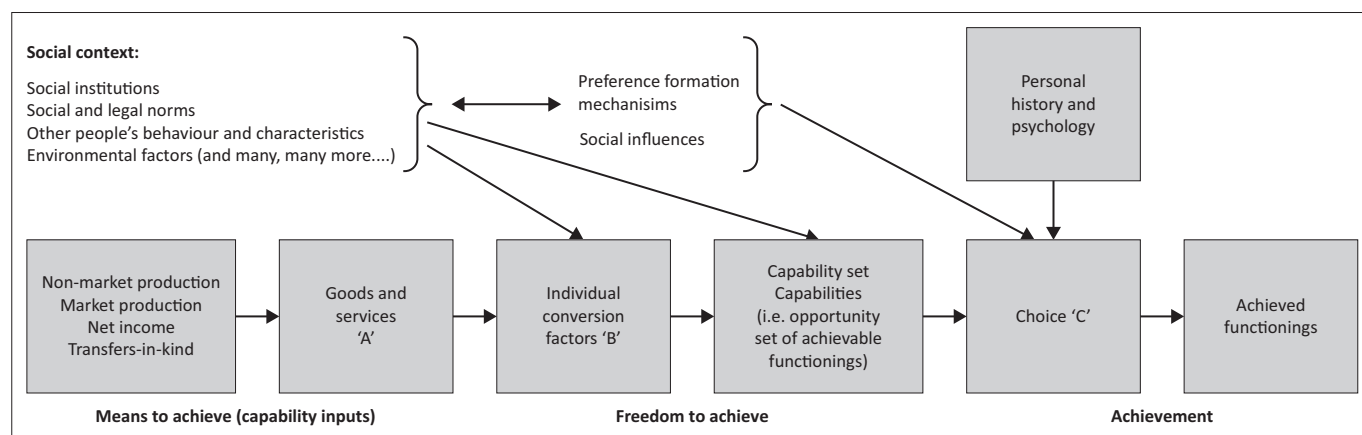 Social context:
Social institutions
Social and legal norms
Other people's behaviour and characteristics
Environmental factors (and many, many more....)
Preference formation
mechanisims
Social influences
Personal
history and
psychology
Non-market production
Market production
Net income
Transfers-in-kind
Goods and
services
'A'
Individual
conversion
factors 'B'
Capability set
Capabilities
(i.e. opportunity
set of achievable
functionings)
Choice 'C'
Achieved
functionings
Means to achieve (capability inputs)
Freedom to achieve
Achievement